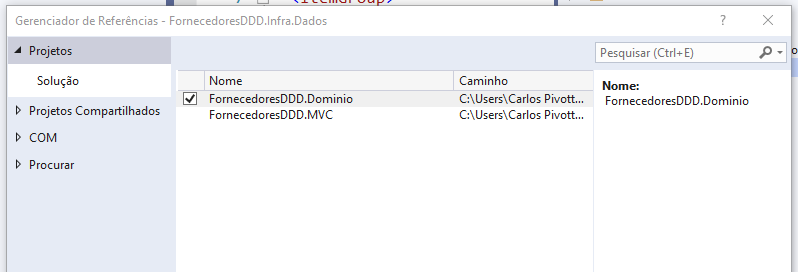 <ItemGroup>
Gerenciador de Referências - FornecedoresDDD.Infra.Dados
? ×
Projetos
Solução
Projetos Compartilhados
COM
Procurar
Nome Caminho
FornecedoresDDD.Dominio C:\Users\Carlos Pivott...
FornecedoresDDD.MVC C:\Users\Carlos Pivott...
Pesquisar (Ctrl+E)
Nome:
FornecedoresDDD.Dominio